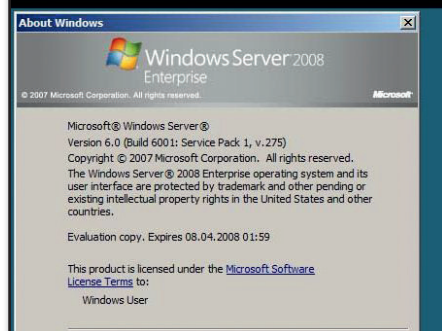 About Windows
Windows Server 2008
Enterprise
© 2007 Microsoft Corporation. All rights reserved.
Microsoft
Microsoft® Windows Server®
Version 6.0 (Build 6001: Service Pack 1, v.275)
Copyright © 2007 Microsoft Corporation. All rights reserved.
The Windows Server® 2008 Enterprise operating system and its
user interface are protected by trademark and other pending or
existing intellectual property rights in the United States and other
countries.
Evaluation copy. Expires 08.04.2008 01:59
This product is licensed under the Microsoft Software
License Terms to:
Windows User